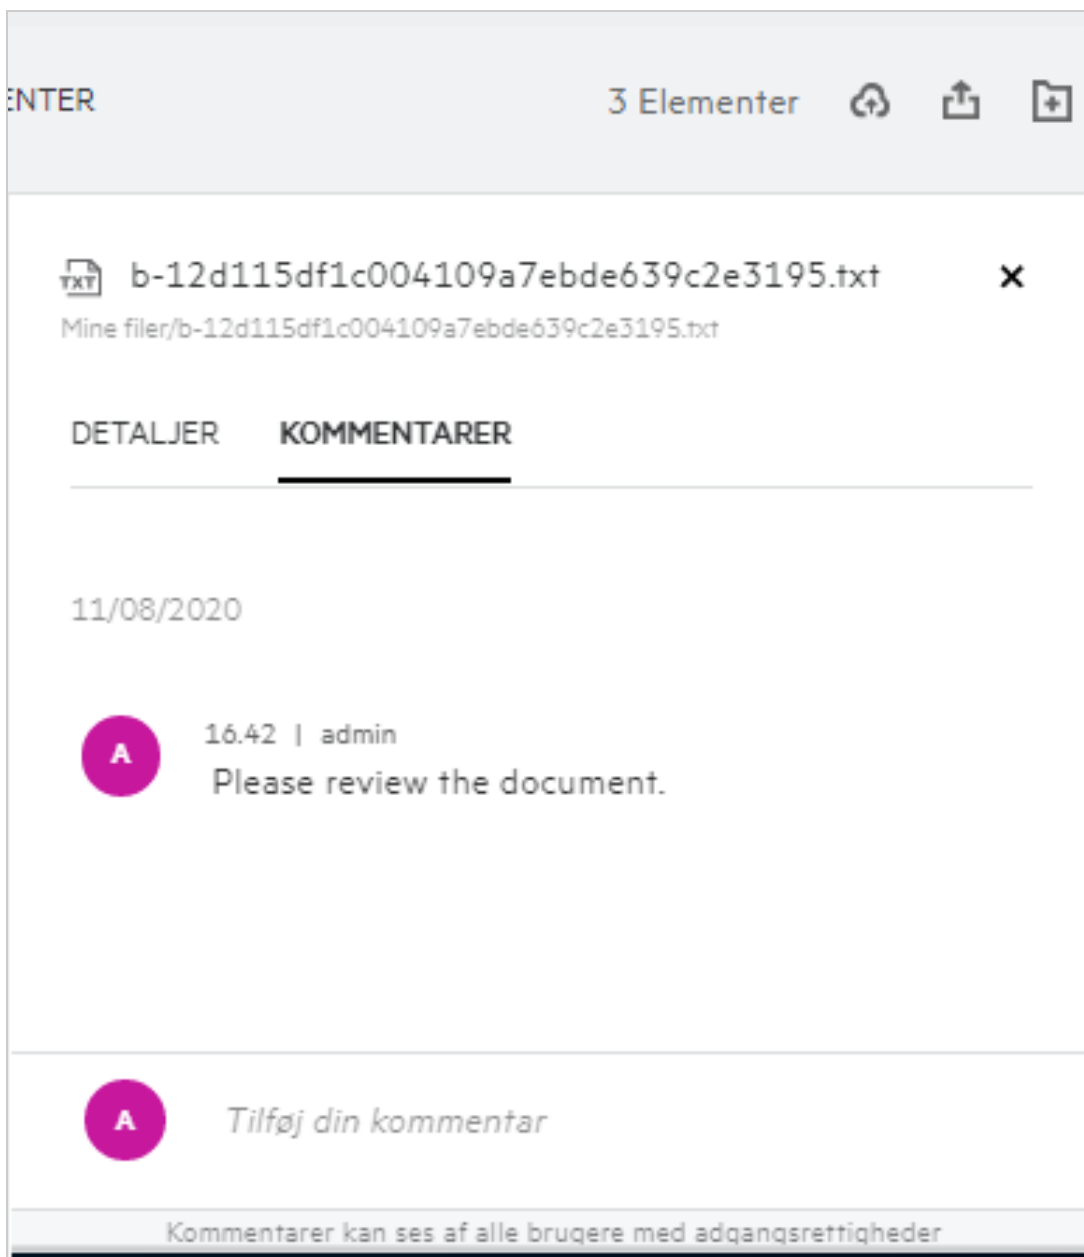 ENTER 3 Elementer
TXT b-12d115df1c004109a7ebde639c2e3195.txt
Mine filer/b-12d115df1c004109a7ebde639c2e3195.txt
DETALJER KOMMENTARER
11/08/2020
16.42 | admin
A Please review the document.
A Tilføj din kommentar
Kommentarer kan ses af alle brugere med adgangsrettigheder